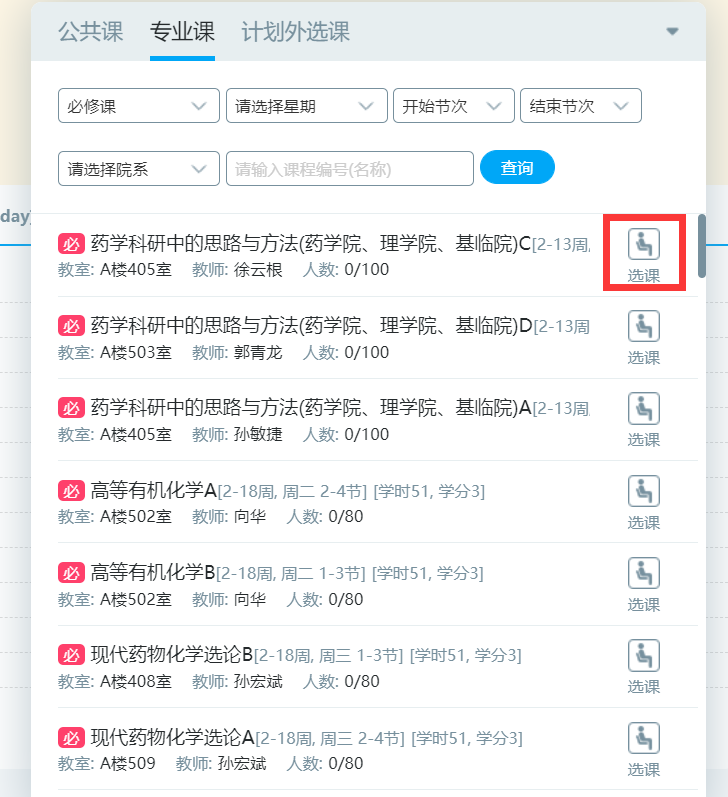 公共课 专业课 计划外选课
必修课 请选择星期 开始节次 结束节次
请选择院系 请输入课程编号(名称) 查询
day
必 药学科研中的思路与方法(药学院、理学院、基临院)C[2-13周,
教室: A楼405室 教师: 徐云根 人数: 0/100
选课
必 药学科研中的思路与方法(药学院、理学院、基临院)D[2-13周
教室: A楼503室 教师: 郭青龙 人数: 0/100
选课
必 药学科研中的思路与方法(药学院、理学院、基临院)A[2-13周,
教室: A楼405室 教师: 孙敏捷 人数: 0/100
选课
必 高等有机化学A[2-18周, 周二 2-4节] [学时51, 学分3]
教室: A楼502室 教师: 向华 人数: 0/80
选课
必 高等有机化学B[2-18周, 周二 1-3节] [学时51, 学分3]
教室: A楼502室 教师: 向华 人数: 0/80
选课
必 现代药物化学选论B[2-18周, 周三 1-3节] [学时51, 学分3]
教室: A楼408室 教师: 孙宏斌 人数: 0/80
选课
必 现代药物化学选论A[2-18周, 周三 2-4节] [学时51, 学分3]
教室: A楼509 教师: 孙宏斌 人数: 0/80
选课